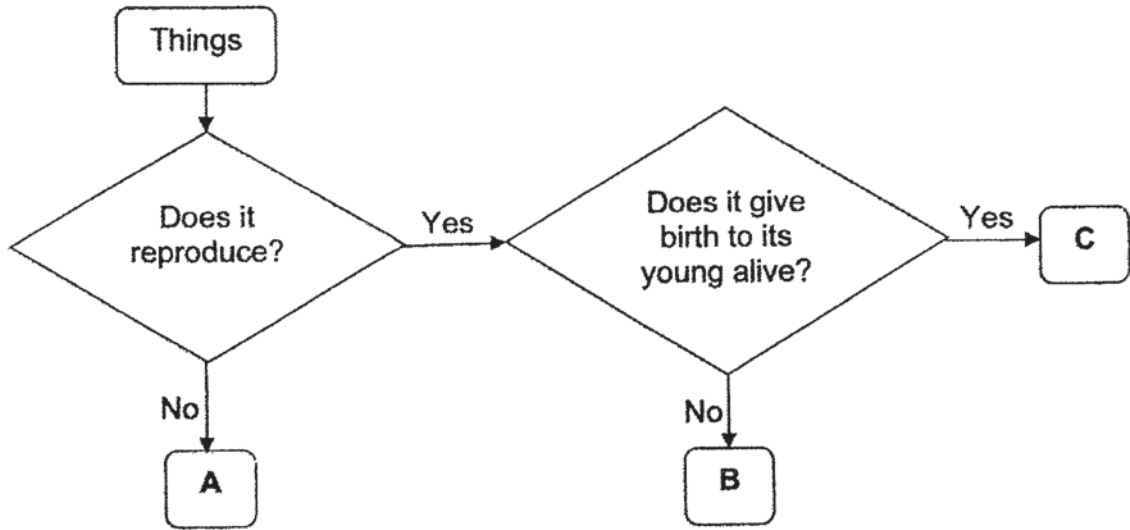 Things
Does it
reproduce?
Yes
Does it give
birth to its
young alive?
Yes
C
No
A
No
B